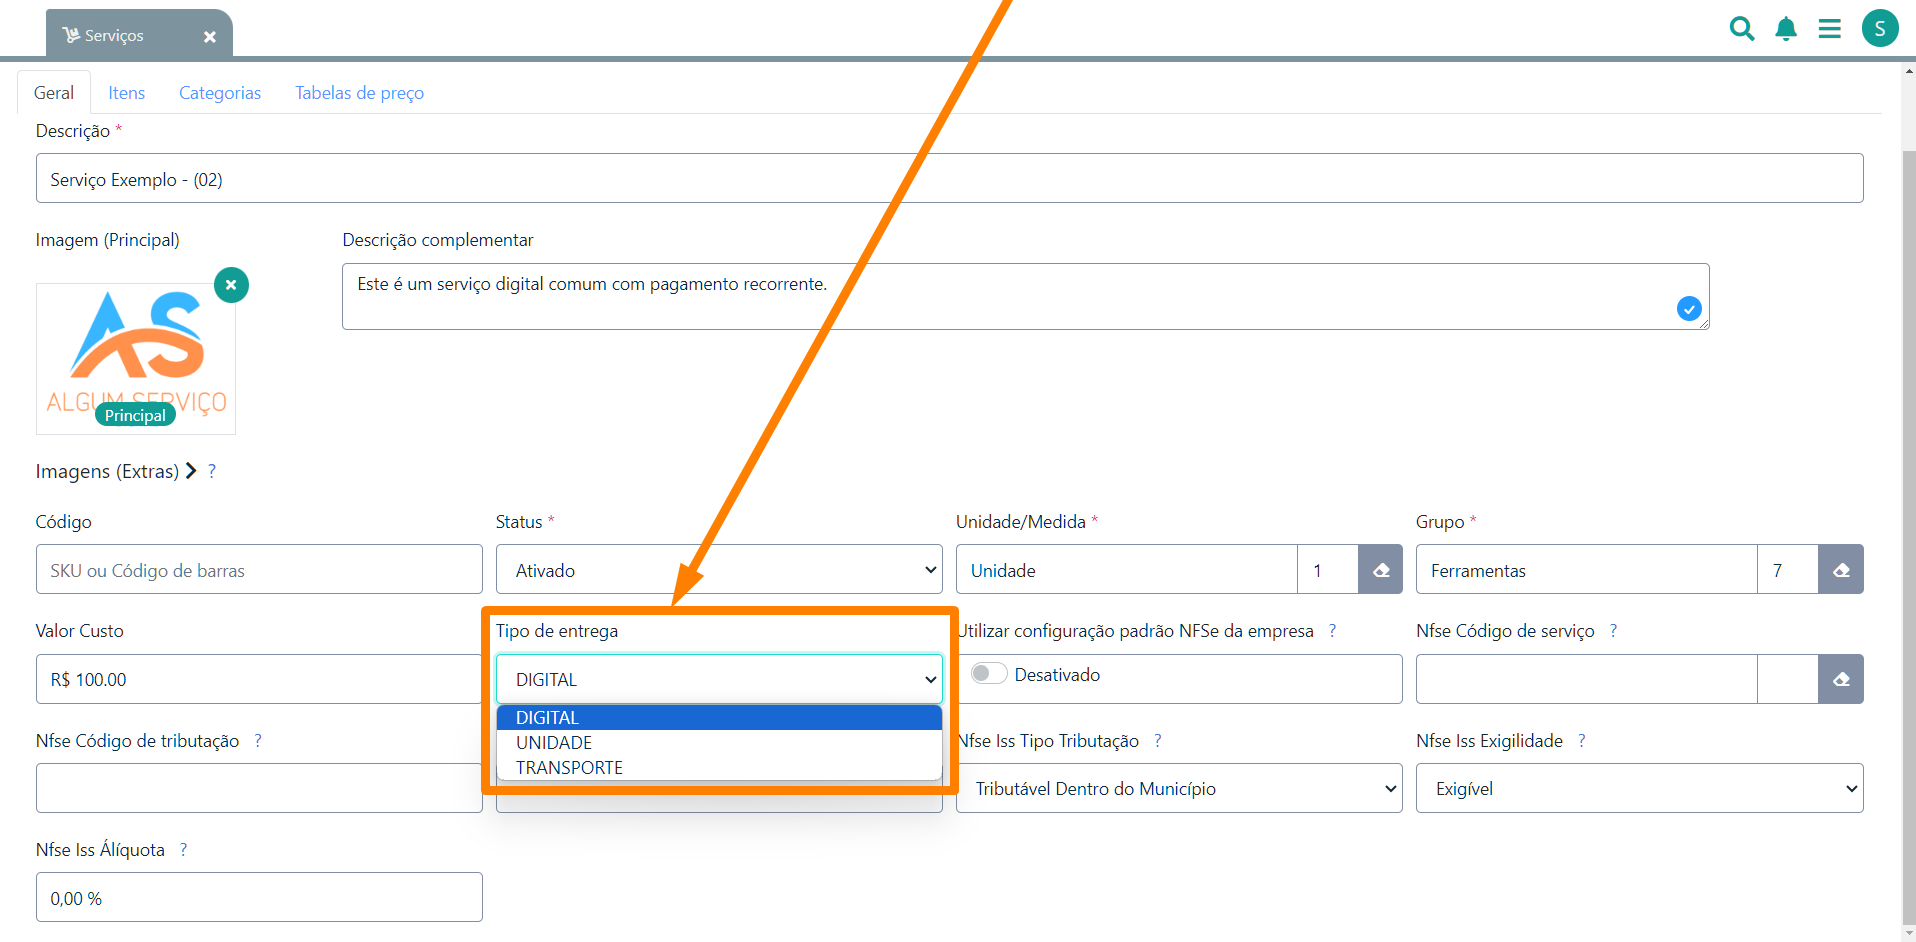 Serviços
S
Geral Itens Categorias Tabelas de preço
Descrição *
Serviço Exemplo - (02)
Imagem (Principal) Descrição complementar
Este é um serviço digital comum com pagamento recorrente.
AS
ALGUM SERVIÇO
Principal
Imagens (Extras) ?
Código Status * Unidade/Medida * Grupo *
SKU ou Código de barras Ativado Unidade 1 Ferramentas 7
Valor Custo Tipo de entrega Utilizar configuração padrão NFSe da empresa ? Nfse Código de serviço ?
R$ 100.00 DIGITAL Desativado
DIGITAL
UNIDADE
TRANSPORTE
Nfse Código de tributação ? Nfse Iss Tipo Tributação ? Nfse Iss Exigilidade ?
Tributável Dentro do Município Exigível
Nfse Iss Álíquota ?
0,00 %